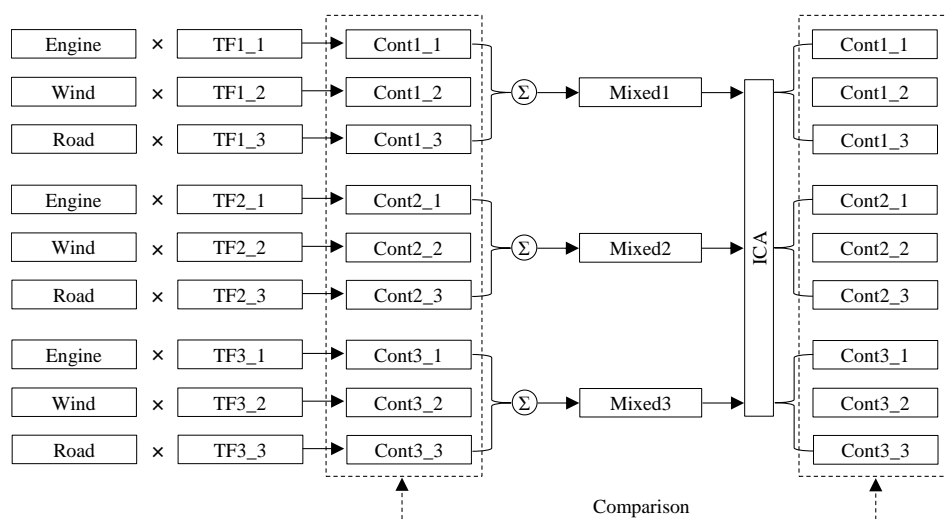 Engine × TF1_1 Cont1_1 Cont1_1
Wind × TF1_2 Cont1_2 Σ Mixed1 Cont1_2
Road × TF1_3 Cont1_3 Cont1_3
Engine × TF2_1 Cont2_1 Cont2_1
Wind × TF2_2 Cont2_2 Σ Mixed2 ICA Cont2_2
Road × TF2_3 Cont2_3 Cont2_3
Engine × TF3_1 Cont3_1 Cont3_1
Wind × TF3_2 Cont3_2 Σ Mixed3 Cont3_2
Road × TF3_3 Cont3_3 Cont3_3
Comparison